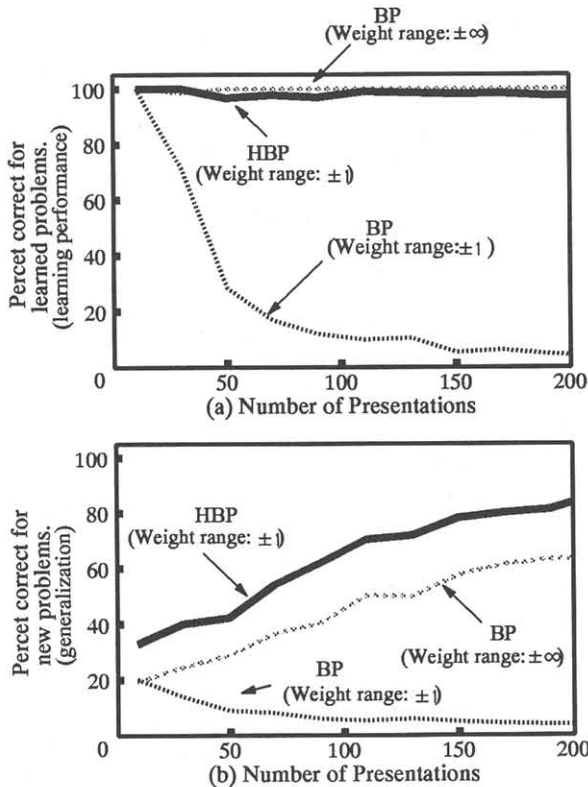 BP
(Weight range: ±∞)
100
80
60
40
20
0
HBP
(Weight range: ±1)
BP
(Weight range:±1)
50
100
150
200
(a) Number of Presentations
Percet correct for
learned problems.
(learning performance)
100
80
60
40
20
0
HBP
(Weight range: ±1)
BP
(Weight range:±∞)
BP
(Weight range: ±1)
50
100
150
200
(b) Number of Presentations
Percet correct for
new problems.
(generalization)